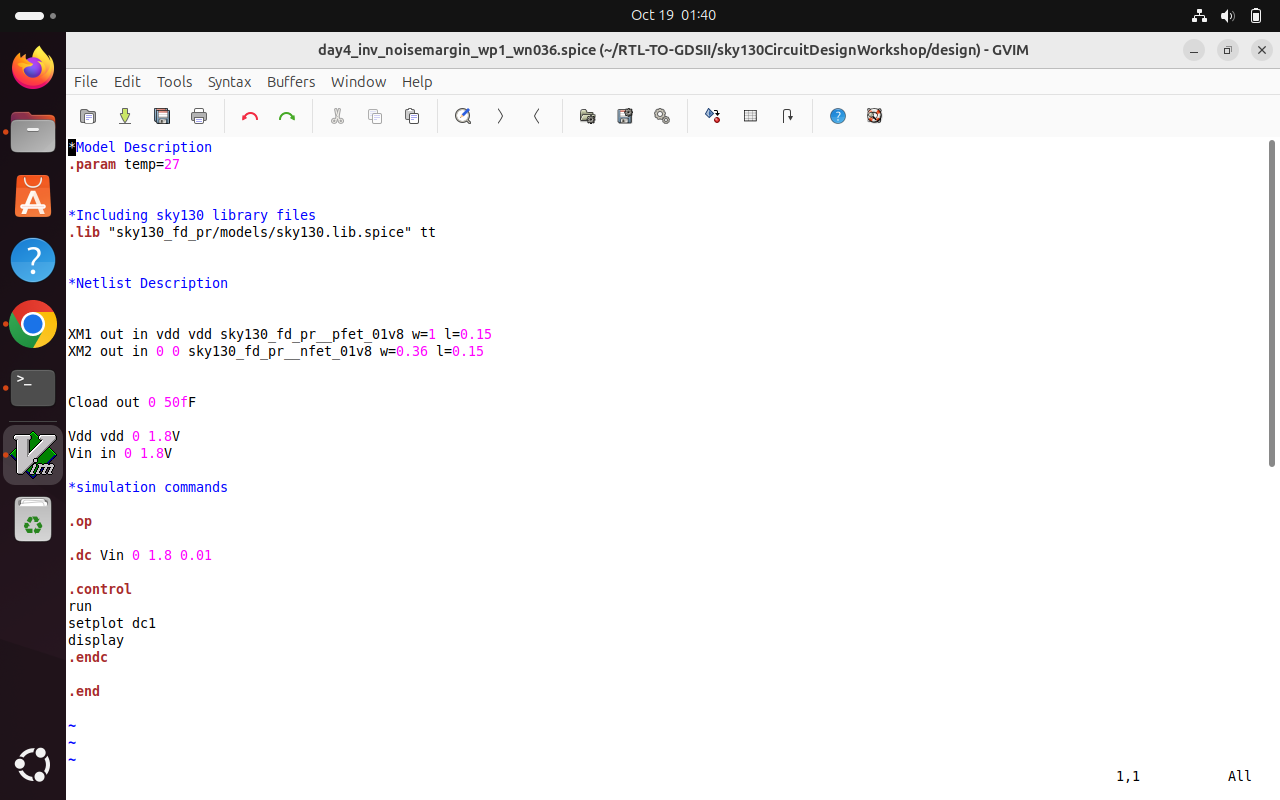 Oct 19 01:40
day4_inv_noisemargin_wp1_wn036.spice (~/RTL-TO-GDSII/sky130CircuitDesignWorkshop/design) - GVIM
File Edit Tools Syntax Buffers Window Help
*Model Description
.param temp=27
*Including sky130 library files
.lib "sky130_fd_pr/models/sky130.lib.spice" tt
*Netlist Description
XM1 out in vdd vdd sky130_fd_pr__pfet_01v8 w=1 l=0.15
XM2 out in 0 0 sky130_fd_pr__nfet_01v8 w=0.36 l=0.15
Cload out 0 50fF
Vdd vdd 0 1.8V
Vin in 0 1.8V
*simulation commands
.op
.dc Vin 0 1.8 0.01
.control
run
setplot dc1
display
.endc
.end
~
~
~
1,1 All